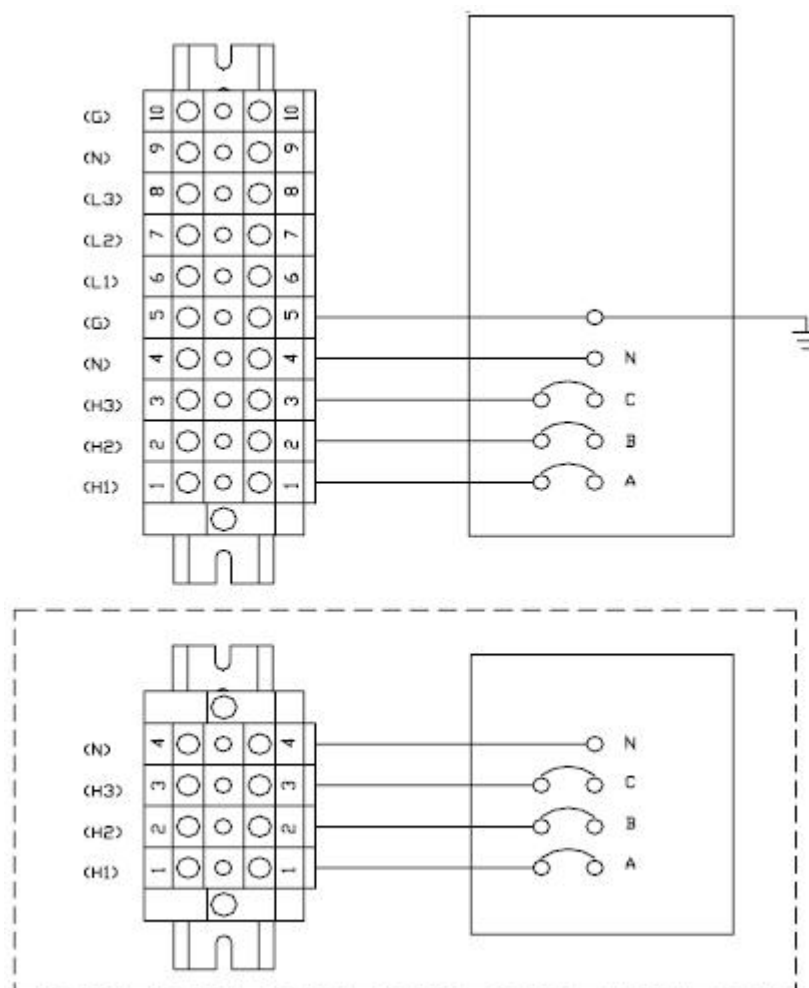 (G) 10 10
(N) 9 9
(L3) 8 8
(L2) 7 7
(L1) 6 6
(G) 5 5
(N) 4 4 N
(H3) 3 3 C
(H2) 2 2 B
(H1) 1 1 A
(N) 4 4 N
(H3) 3 3 C
(H2) 2 2 B
(H1) 1 1 A